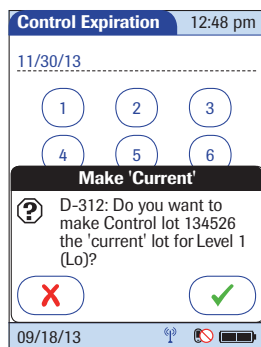 Control Expiration 12:48 pm
11/30/13
1 2 3
4 5 6
Make 'Current'
D-312: Do you want to
make Control lot 134526
the 'current' lot for Level 1
(Lo)?
09/18/13